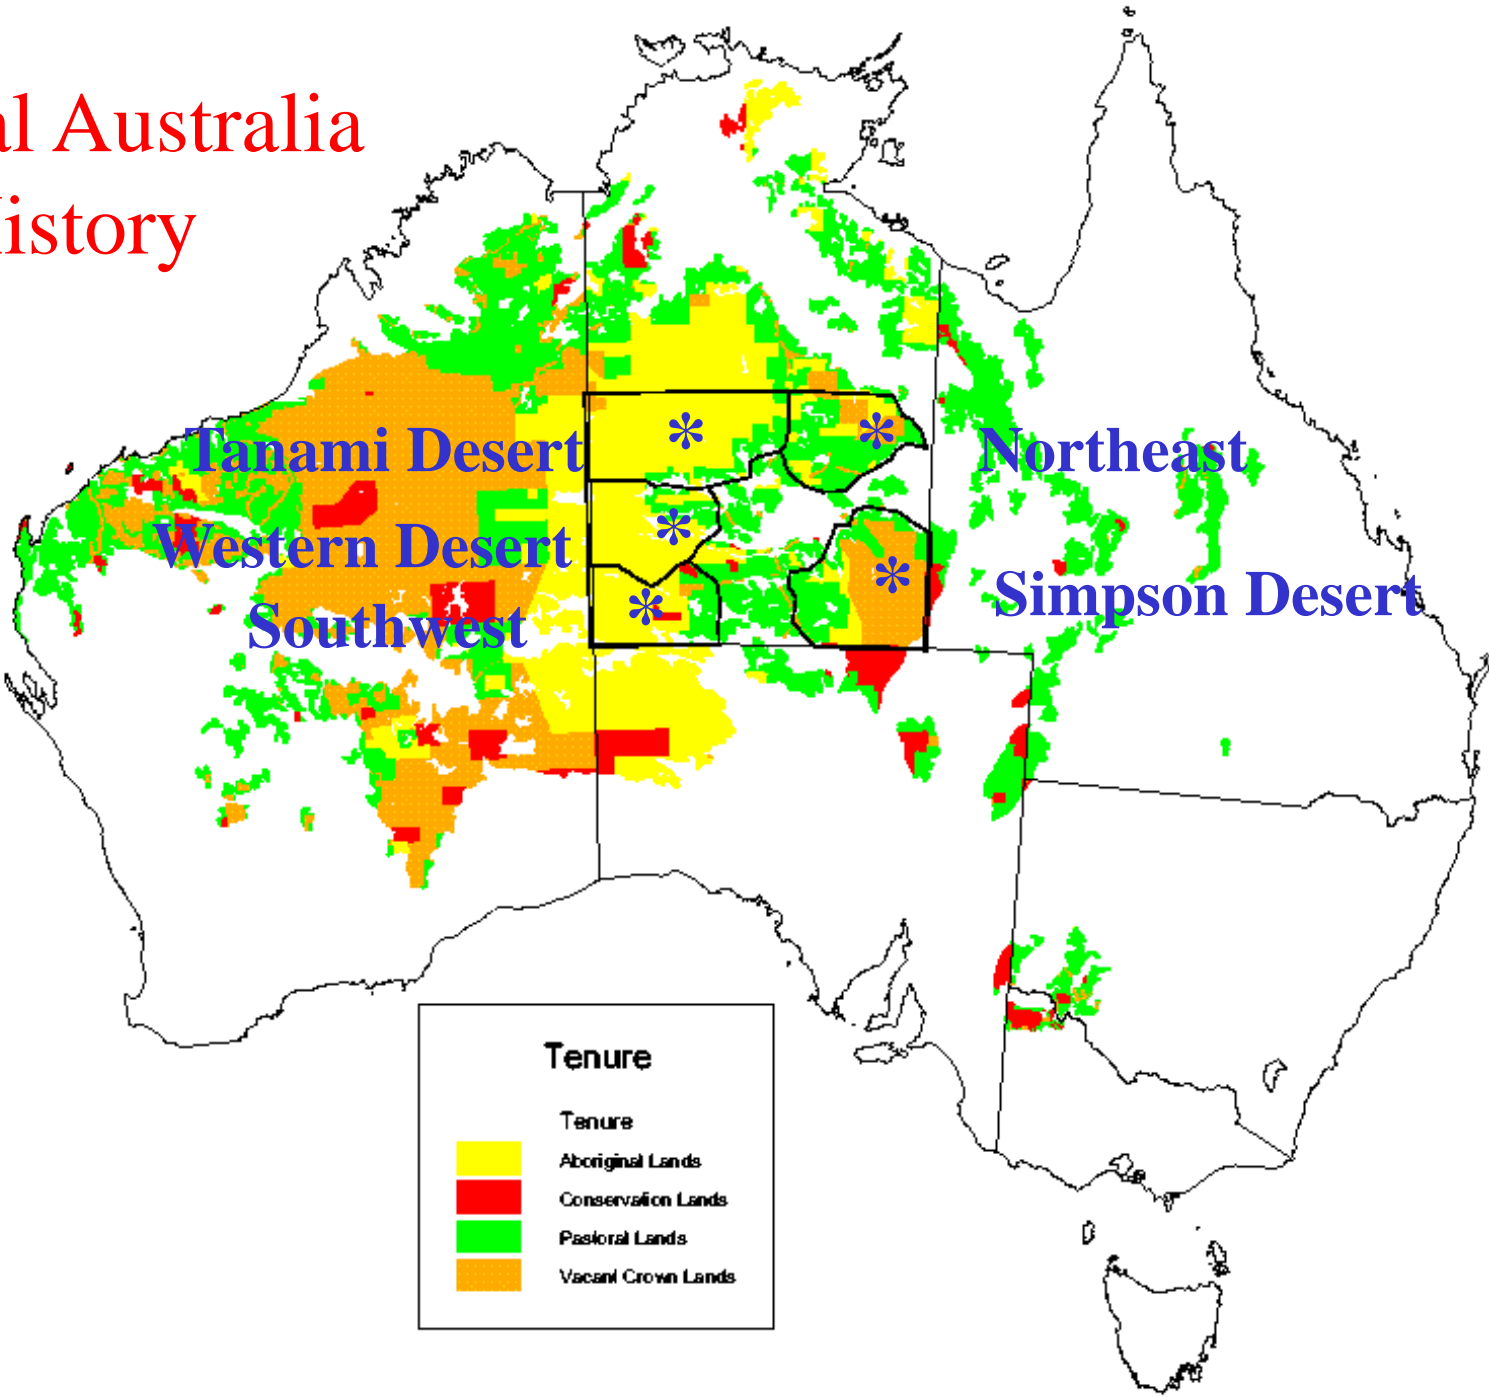 al Australia
History
Tanami Desert
*
*
Northeast
Western Desert
*
*
Simpson Desert
Southwest
*
Tenure
Tenure
Aboriginal Lands
Conservation Lands
Pastoral Lands
Vacant Crown Lands